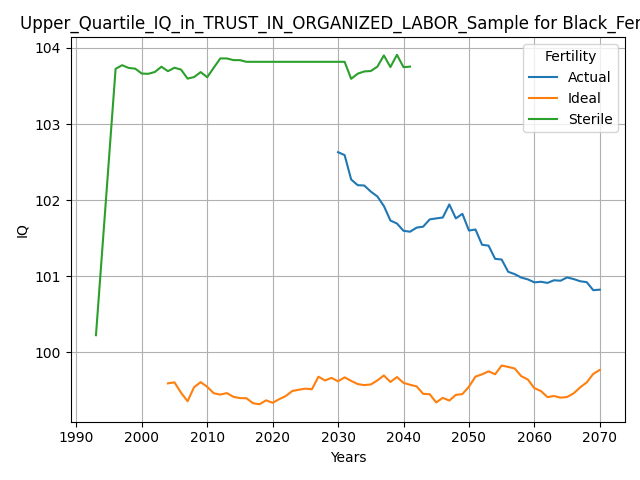 Upper_Quartile_IQ_in_TRUST_IN_ORGANIZED_LABOR_Sample for Black_Fer
104
103
102
101
100
IQ
Fertility
Actual
Ideal
Sterile
1990 2000 2010 2020 2030 2040 2050 2060 2070
Years